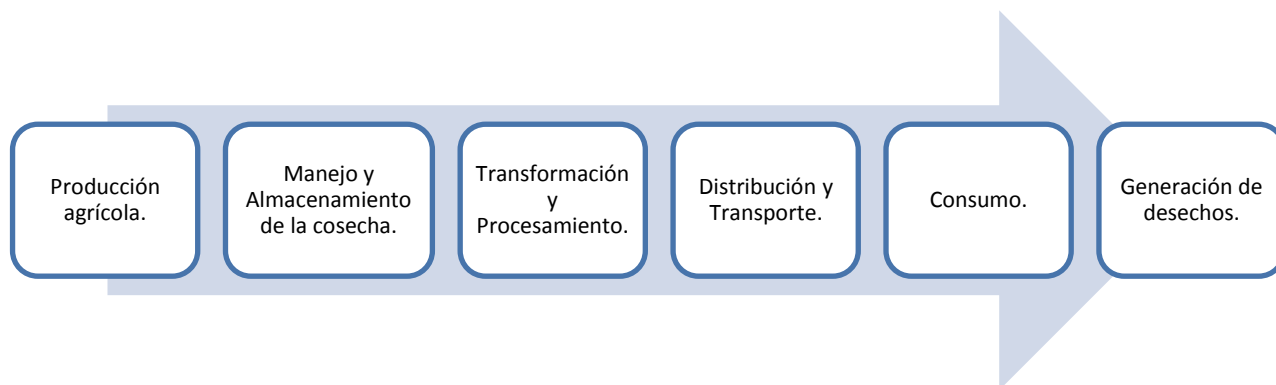 Producción
agrícola.
Manejo y
Almacenamiento
de la cosecha.
Transformación
y
Procesamiento.
Distribución y
Transporte.
Consumo.
Generación de
desechos.